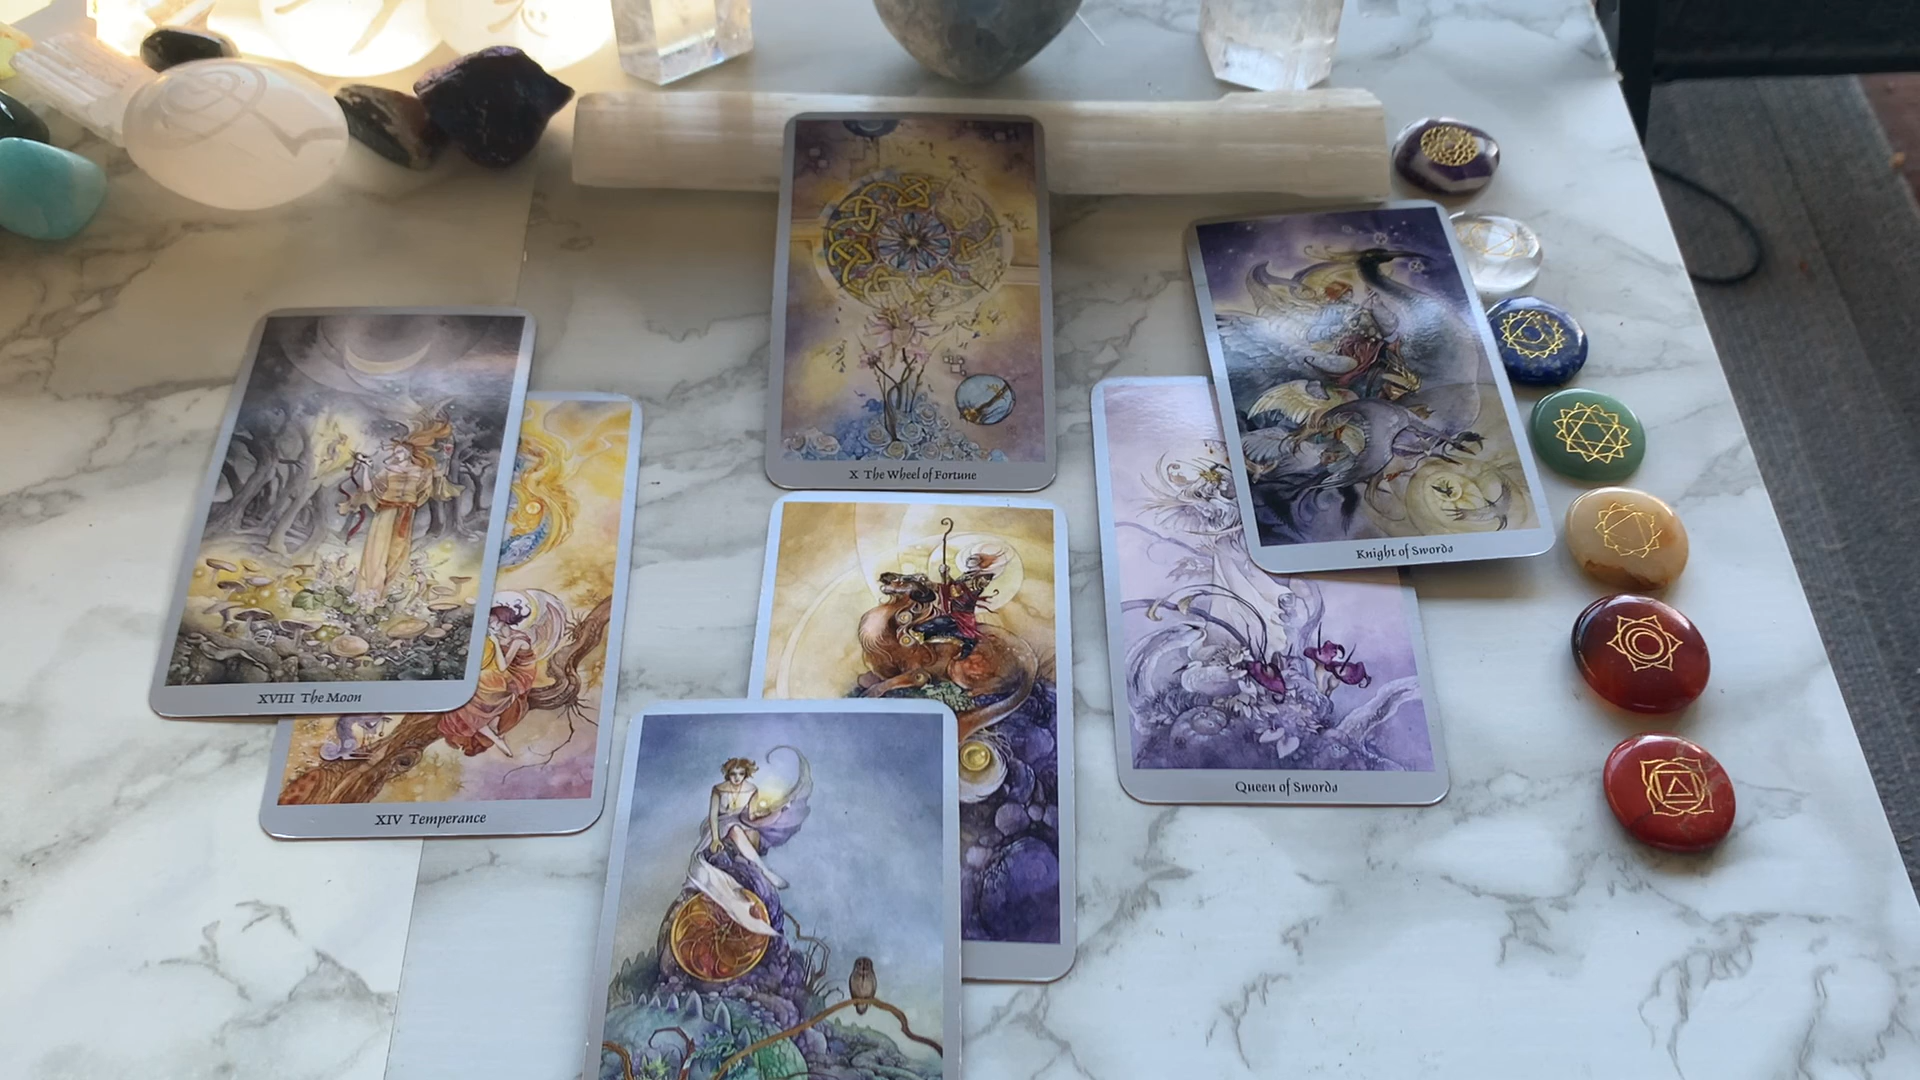 X The Wheel of Fortune
Knight of Swords
XVIII The Moon
Queen of Swords
XIV Temperance